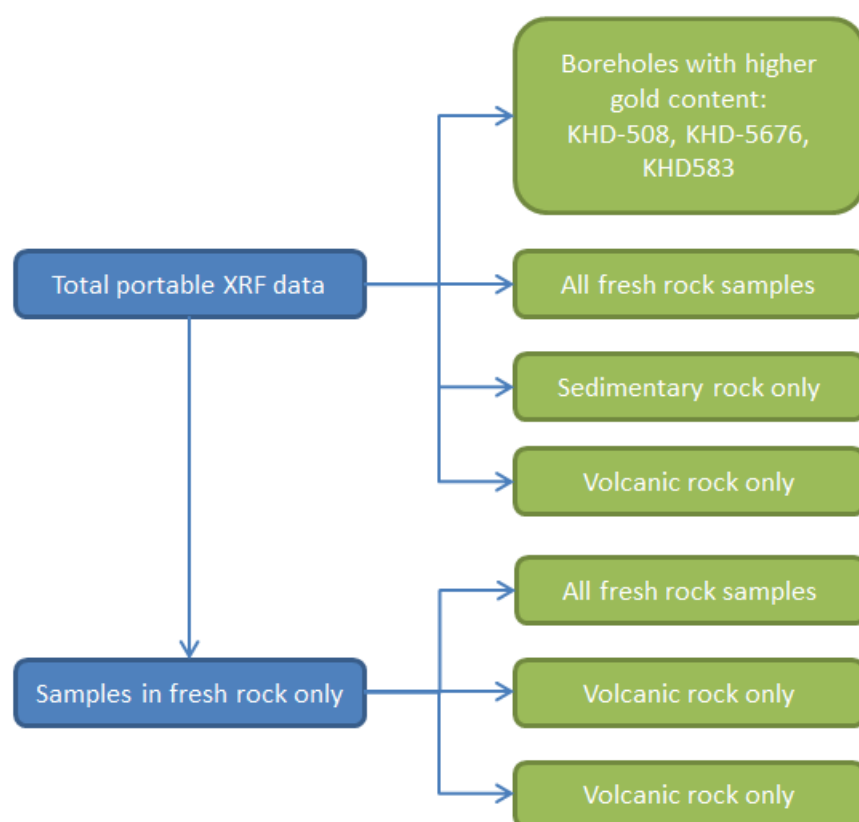 Boreholes with higher
gold content:
KHD-508, KHD-5676,
KHD583
Total portable XRF data
All fresh rock samples
Sedimentary rock only
Volcanic rock only
All fresh rock samples
Samples in fresh rock only
Volcanic rock only
Volcanic rock only